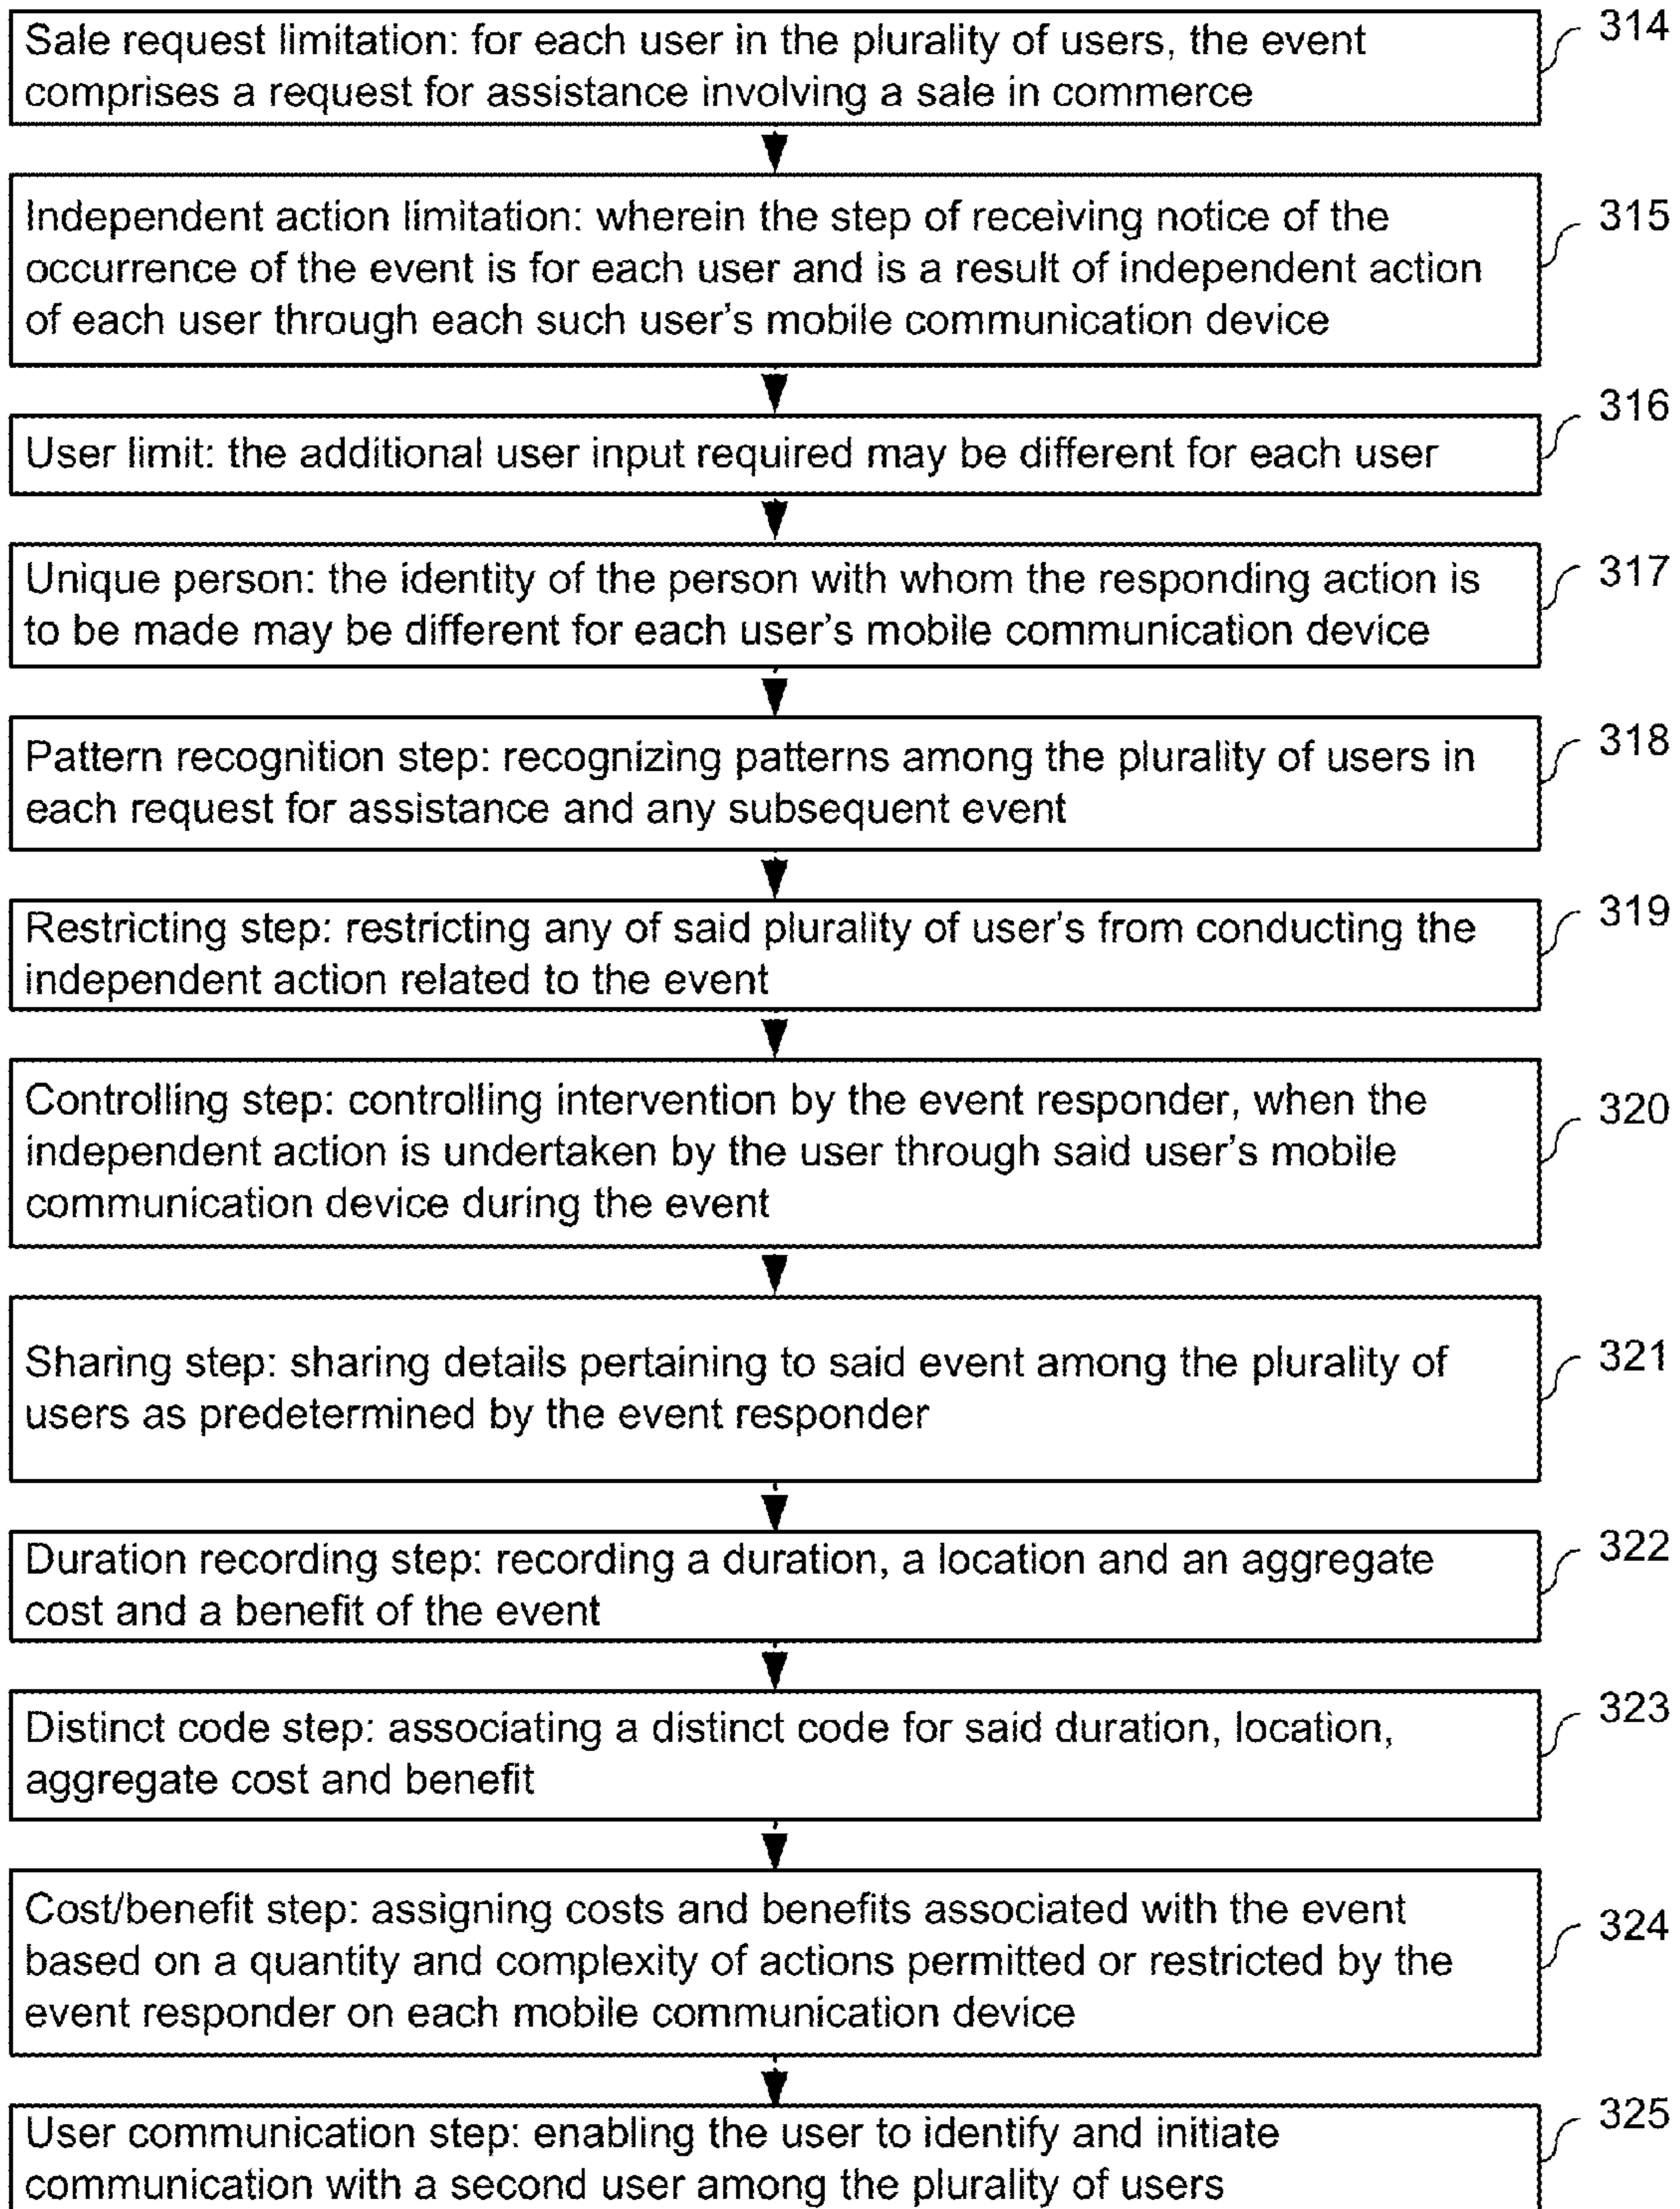 Sale request limitation: for each user in the plurality of users, the event
comprises a request for assistance involving a sale in commerce
314
Independent action limitation: wherein the step of receiving notice of the
occurrence of the event is for each user and is a result of independent action
of each user through each such user's mobile communication device
315
User limit: the additional user input required may be different for each user
316
Unique person: the identity of the person with whom the responding action is
to be made may be different for each user's mobile communication device
317
Pattern recognition step: recognizing patterns among the plurality of users in
each request for assistance and any subsequent event
318
Restricting step: restricting any of said plurality of user's from conducting the
independent action related to the event
319
Controlling step: controlling intervention by the event responder, when the
independent action is undertaken by the user through said user's mobile
communication device during the event
320
Sharing step: sharing details pertaining to said event among the plurality of
users as predetermined by the event responder
321
Duration recording step: recording a duration, a location and an aggregate
cost and a benefit of the event
322
Distinct code step: associating a distinct code for said duration, location,
aggregate cost and benefit
323
Cost/benefit step: assigning costs and benefits associated with the event
based on a quantity and complexity of actions permitted or restricted by the
event responder on each mobile communication device
324
User communication step: enabling the user to identify and initiate
communication with a second user among the plurality of users
325